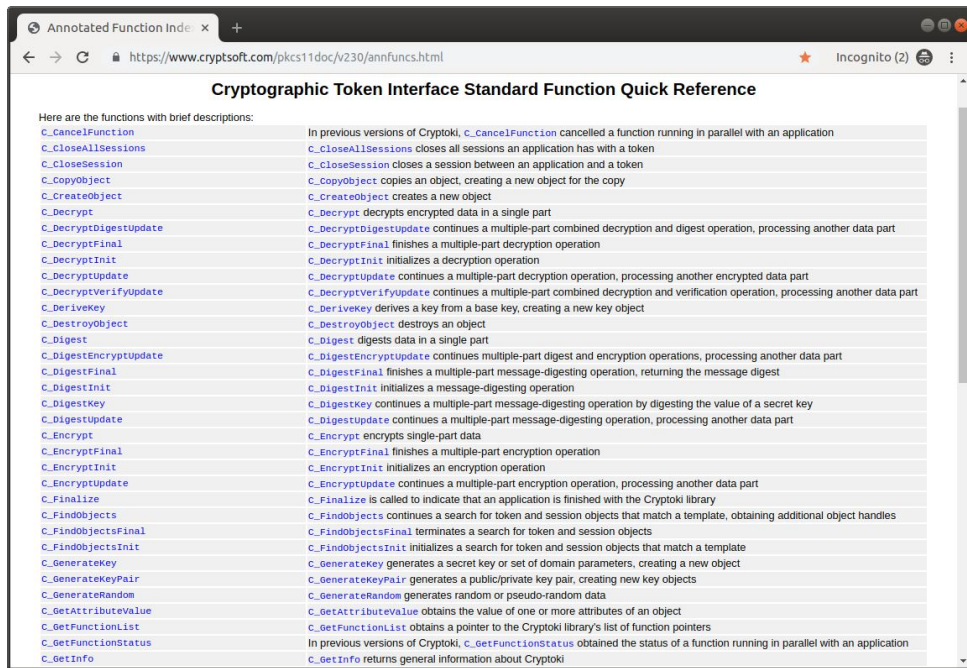 Annotated Function Inde
https://www.cryptsoft.com/pkcs11doc/v230/annfuncs.html
Incognito (2)
Cryptographic Token Interface Standard Function Quick Reference
Here are the functions with brief descriptions:
C_CancelFunction In previous versions of Cryptoki, C_CancelFunction cancelled a function running in parallel with an application
C_CloseAllSessions C_CloseAllSessions closes all sessions an application has with a token
C_CloseSession C_CloseSession closes a session between an application and a token
C_CopyObject C_CopyObject copies an object, creating a new object for the copy
C_CreateObject C_CreateObject creates a new object
C_Decrypt C_Decrypt decrypts encrypted data in a single part
C_DecryptDigestUpdate C_DecryptDigestUpdate continues a multiple-part combined decryption and digest operation, processing another data part
C_DecryptFinal C_DecryptFinal finishes a multiple-part decryption operation
C_DecryptInit C_DecryptInit initializes a decryption operation
C_DecryptUpdate C_DecryptUpdate continues a multiple-part decryption operation, processing another encrypted data part
C_DecryptVerifyUpdate C_DecryptVerifyUpdate continues a multiple-part combined decryption and verification operation, processing another data part
C_DeriveKey C_DeriveKey derives a key from a base key, creating a new key object
C_DestroyObject C_DestroyObject destroys an object
C_Digest C_Digest digests data in a single part
C_DigestEncryptUpdate C_DigestEncryptUpdate continues multiple-part digest and encryption operations, processing another data part
C_DigestFinal C_DigestFinal finishes a multiple-part message-digesting operation, returning the message digest
C_DigestInit C_DigestInit initializes a message-digesting operation
C_DigestKey C_DigestKey continues a multiple-part message-digesting operation by digesting the value of a secret key
C_DigestUpdate C_DigestUpdate continues a multiple-part message-digesting operation, processing another data part
C_Encrypt C_Encrypt encrypts single-part data
C_EncryptFinal C_EncryptFinal finishes a multiple-part encryption operation
C_EncryptInit C_EncryptInit initializes an encryption operation
C_EncryptUpdate C_EncryptUpdate continues a multiple-part encryption operation, processing another data part
C_Finalize C_Finalize is called to indicate that an application is finished with the Cryptoki library
C_FindObjects C_FindObjects continues a search for token and session objects that match a template, obtaining additional object handles
C_FindObjectsFinal C_FindObjectsFinal terminates a search for token and session objects
C_FindObjectsInit C_FindObjectsInit initializes a search for token and session objects that match a template
C_GenerateKey C_GenerateKey generates a secret key or set of domain parameters, creating a new object
C_GenerateKeyPair C_GenerateKeyPair generates a public/private key pair, creating new key objects
C_GenerateRandom C_GenerateRandom generates random or pseudo-random data
C_GetAttributeValue C_GetAttributeValue obtains the value of one or more attributes of an object
C_GetFunctionList C_GetFunctionList obtains a pointer to the Cryptoki library's list of function pointers
C_GetFunctionStatus In previous versions of Cryptoki, C_GetFunctionStatus obtained the status of a function running in parallel with an application
C_GetInfo C_GetInfo returns general information about Cryptoki